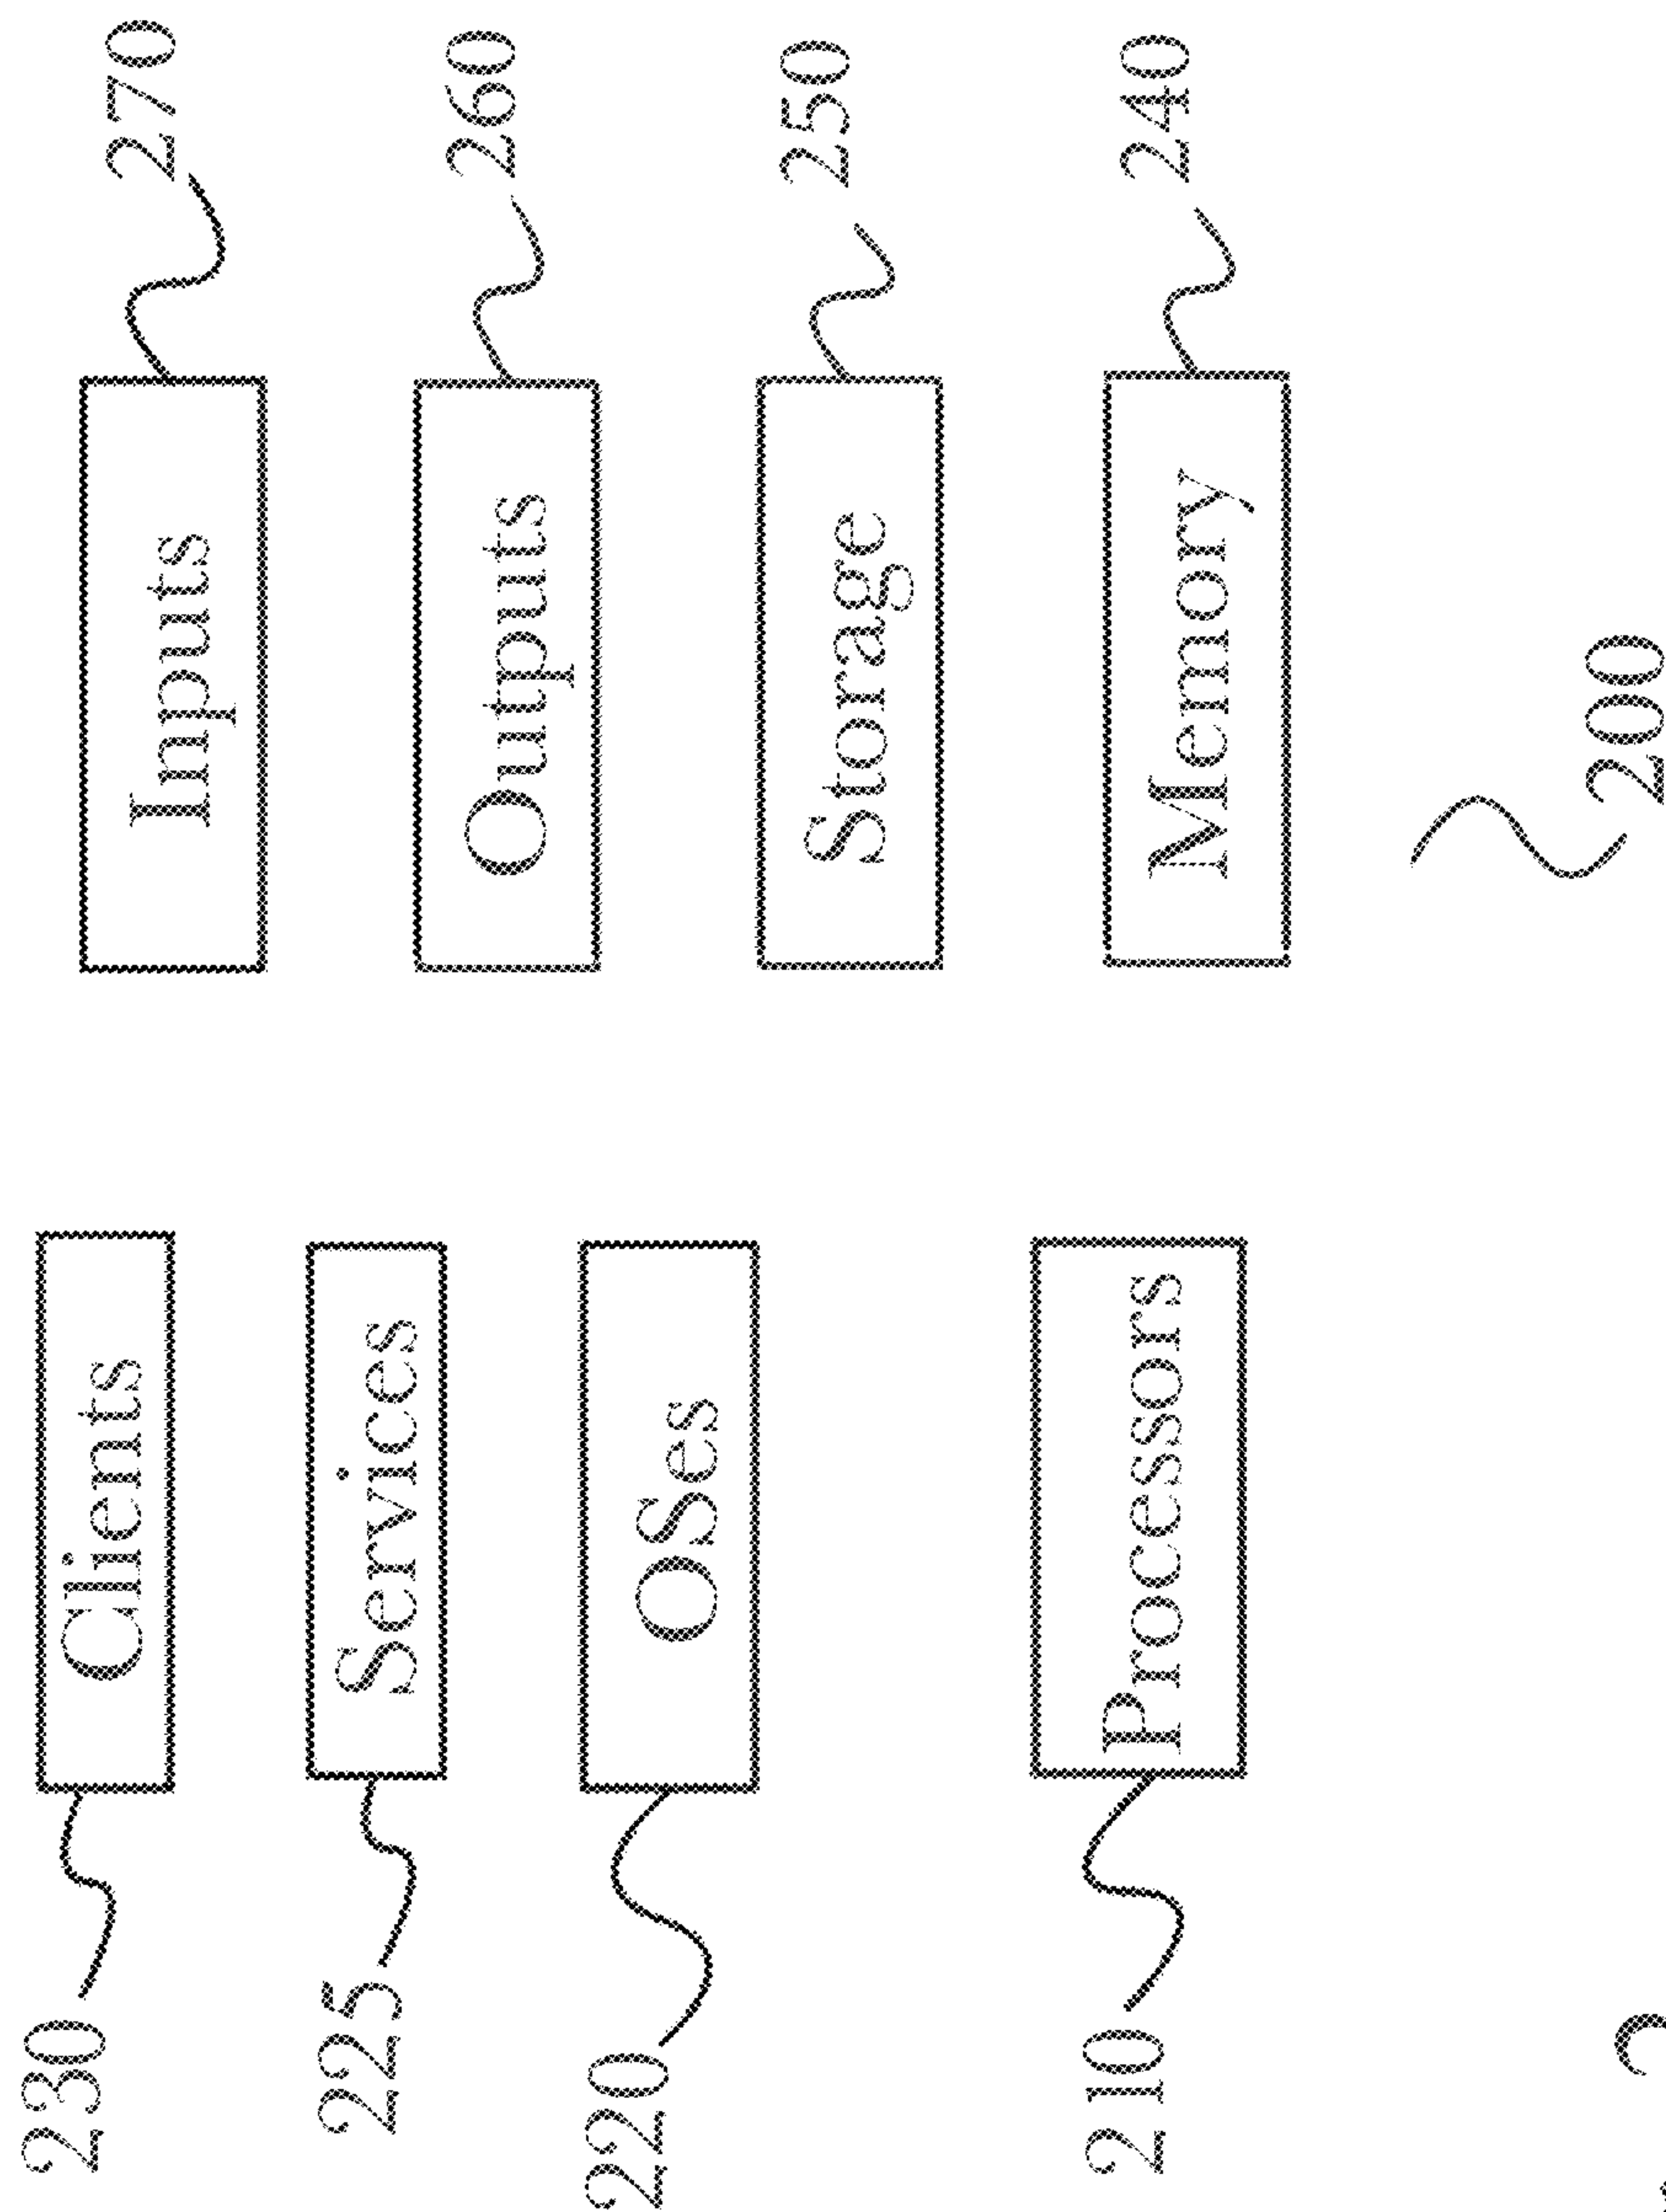 230 Clients Inputs 270
225 Services Outputs 260
220 OSes Storage 250
210 Processors Memory 240
200